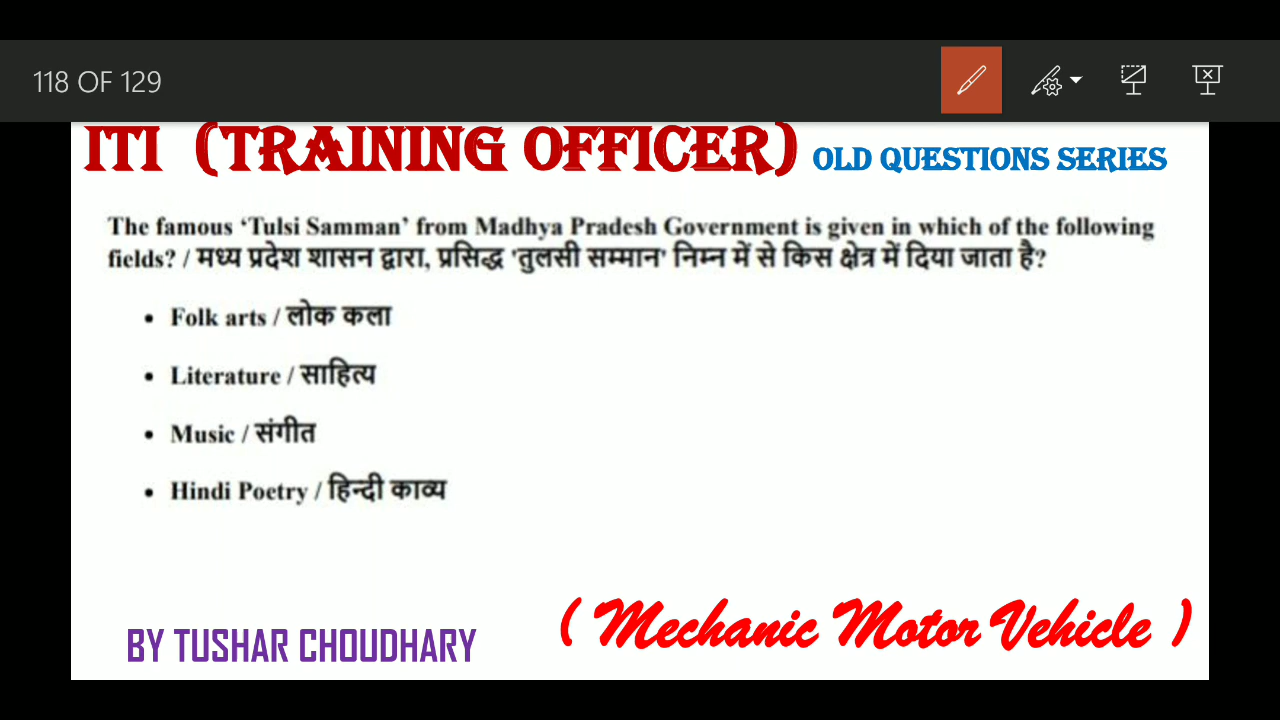 118 OF 129
ITI (TRAINING OFFICER) OLD QUESTIONS SERIES
The famous ‘Tulsi Samman’ from Madhya Pradesh Government is given in which of the following
fields? / मध्य प्रदेश शासन द्वारा, प्रसिद्ध 'तुलसी सम्मान' निम्न में से किस क्षेत्र में दिया जाता है?
• Folk arts / लोक कला
• Literature / साहित्य
• Music / संगीत
• Hindi Poetry / हिन्दी काव्य
( Mechanic Motor Vehicle )
BY TUSHAR CHOUDHARY